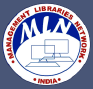 MANAGEMENT LIBRARIES NETWORK
MLN
INDIA